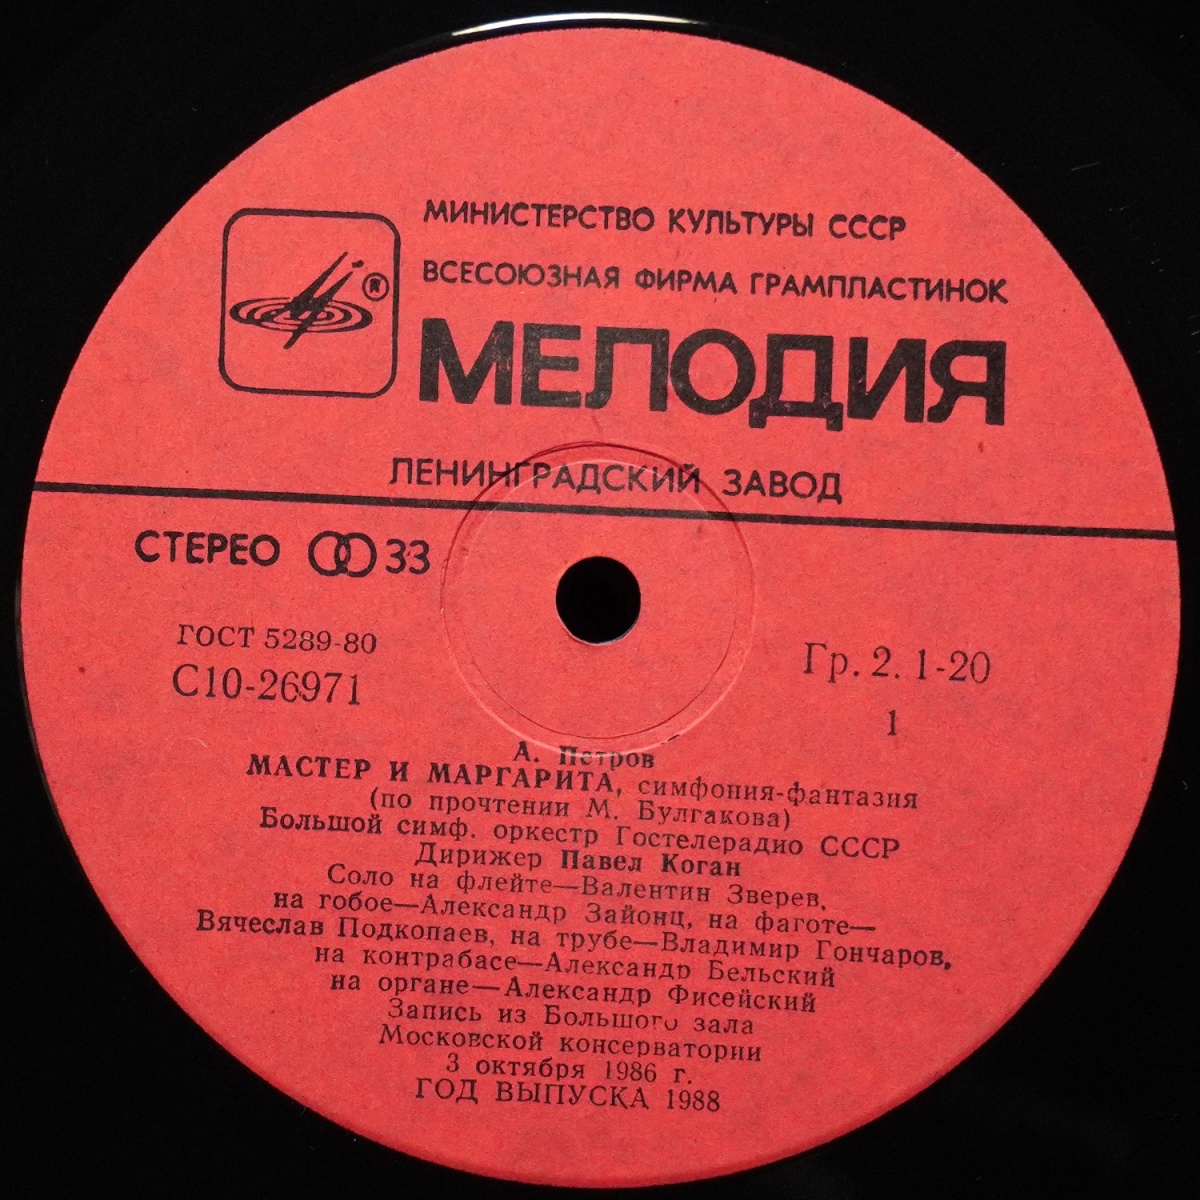 МИНИСТЕРСТВО КУЛЬТУРЫ СССР
ВСЕСОЮЗНАЯ ФИРМА ГРАМПЛАСТИНОК
®
МЕЛОДИЯ
ЛЕНИНГРАДСКИЙ ЗАВОД
СТЕРЕО 33
ГОСТ 5289-80
С10-26971
Гр. 2. 1-20
1
А. Петров
МАСТЕР И МАРГАРИТА, симфония-фантазия
(по прочтении М. Булгакова)
Большой симф. оркестр Гостелерадио СССР
Дирижер Павел Коган
Соло на флейте—Валентин Зверев,
на гобое—Александр Зайонц, на фаготе—
Вячеслав Подкопаев, на трубе—Владимир Гончаров,
на контрабасе—Александр Бельский
на органе—Александр Фисейский
Запись из Большого зала
Московской консерватории
3 октября 1986 г.
ГОД ВЫПУСКА 1988